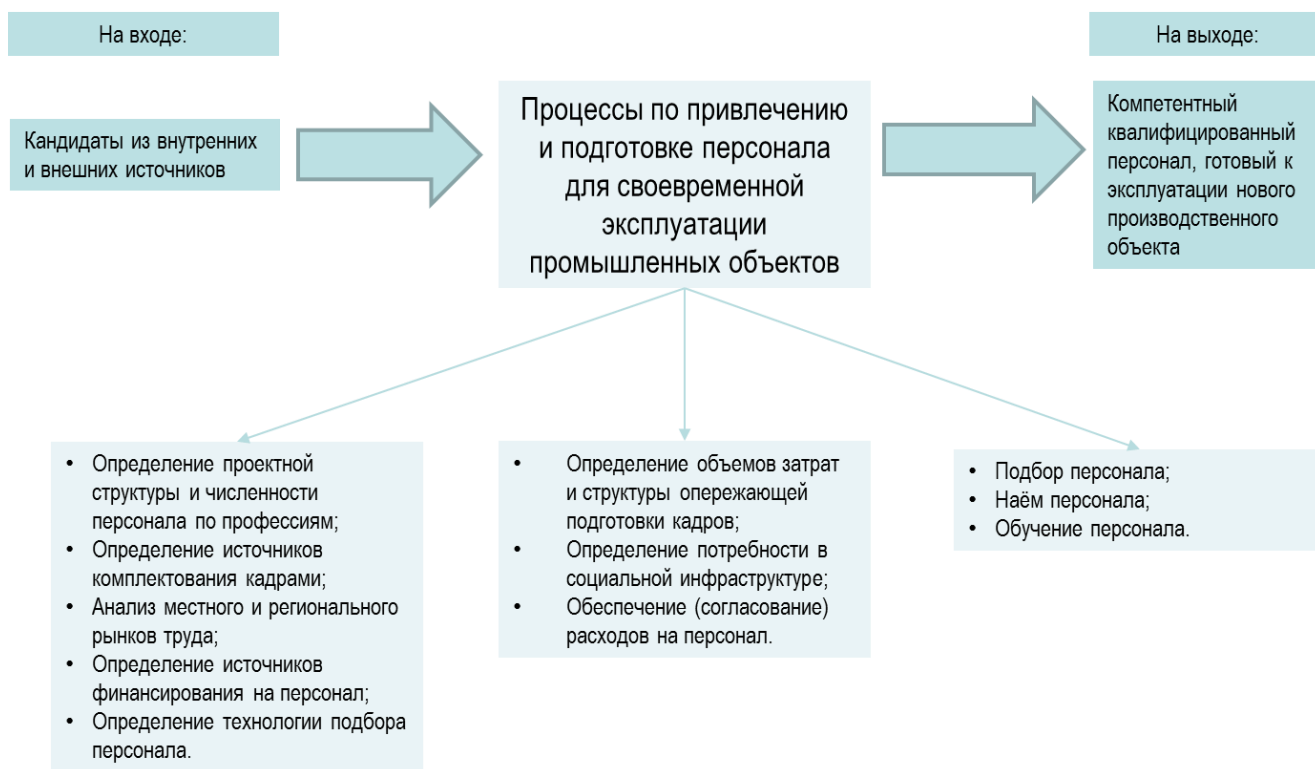 На входе:
На выходе:
Кандидаты из внутренних
и внешних источников
Процессы по привлечению
и подготовке персонала
для своевременной
эксплуатации
промышленных объектов
Компетентный
квалифицированный
персонал, готовый к
эксплуатации нового
производственного
объекта
• Определение проектной
структуры и численности
персонала по профессиям;
• Определение источников
комплектования кадрами;
• Анализ местного и регионального
рынков труда;
• Определение источников
финансирования на персонал;
• Определение технологии подбора
персонала.
• Определение объемов затрат
и структуры опережающей
подготовки кадров;
• Определение потребности в
социальной инфраструктуре;
• Обеспечение (согласование)
расходов на персонал.
• Подбор персонала;
• Наём персонала;
• Обучение персонала.